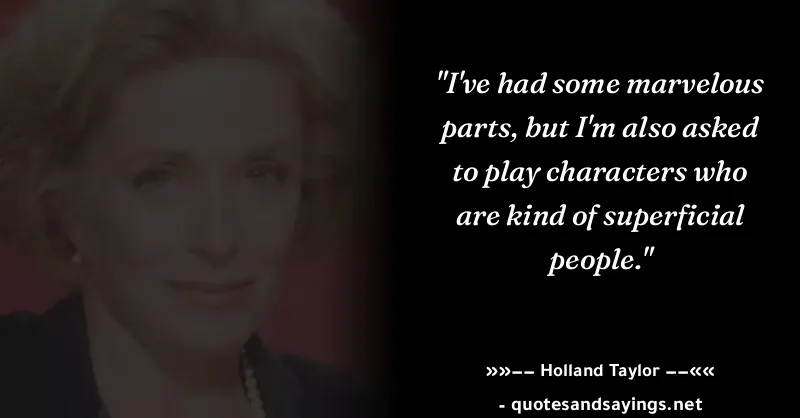 "I've had some marvelous
parts, but I'm also asked
to play characters who
are kind of superficial
people."
»»−− Holland Taylor −−««
- quotesandsayings.net